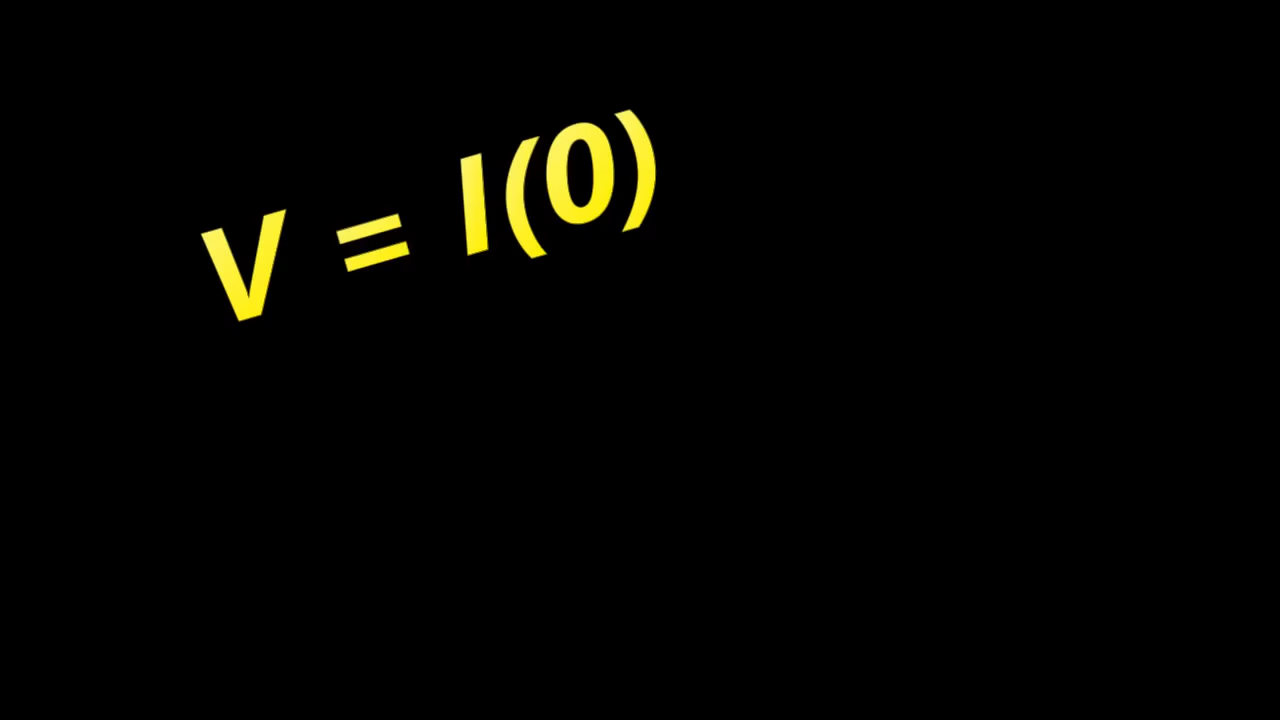 V = I(0)